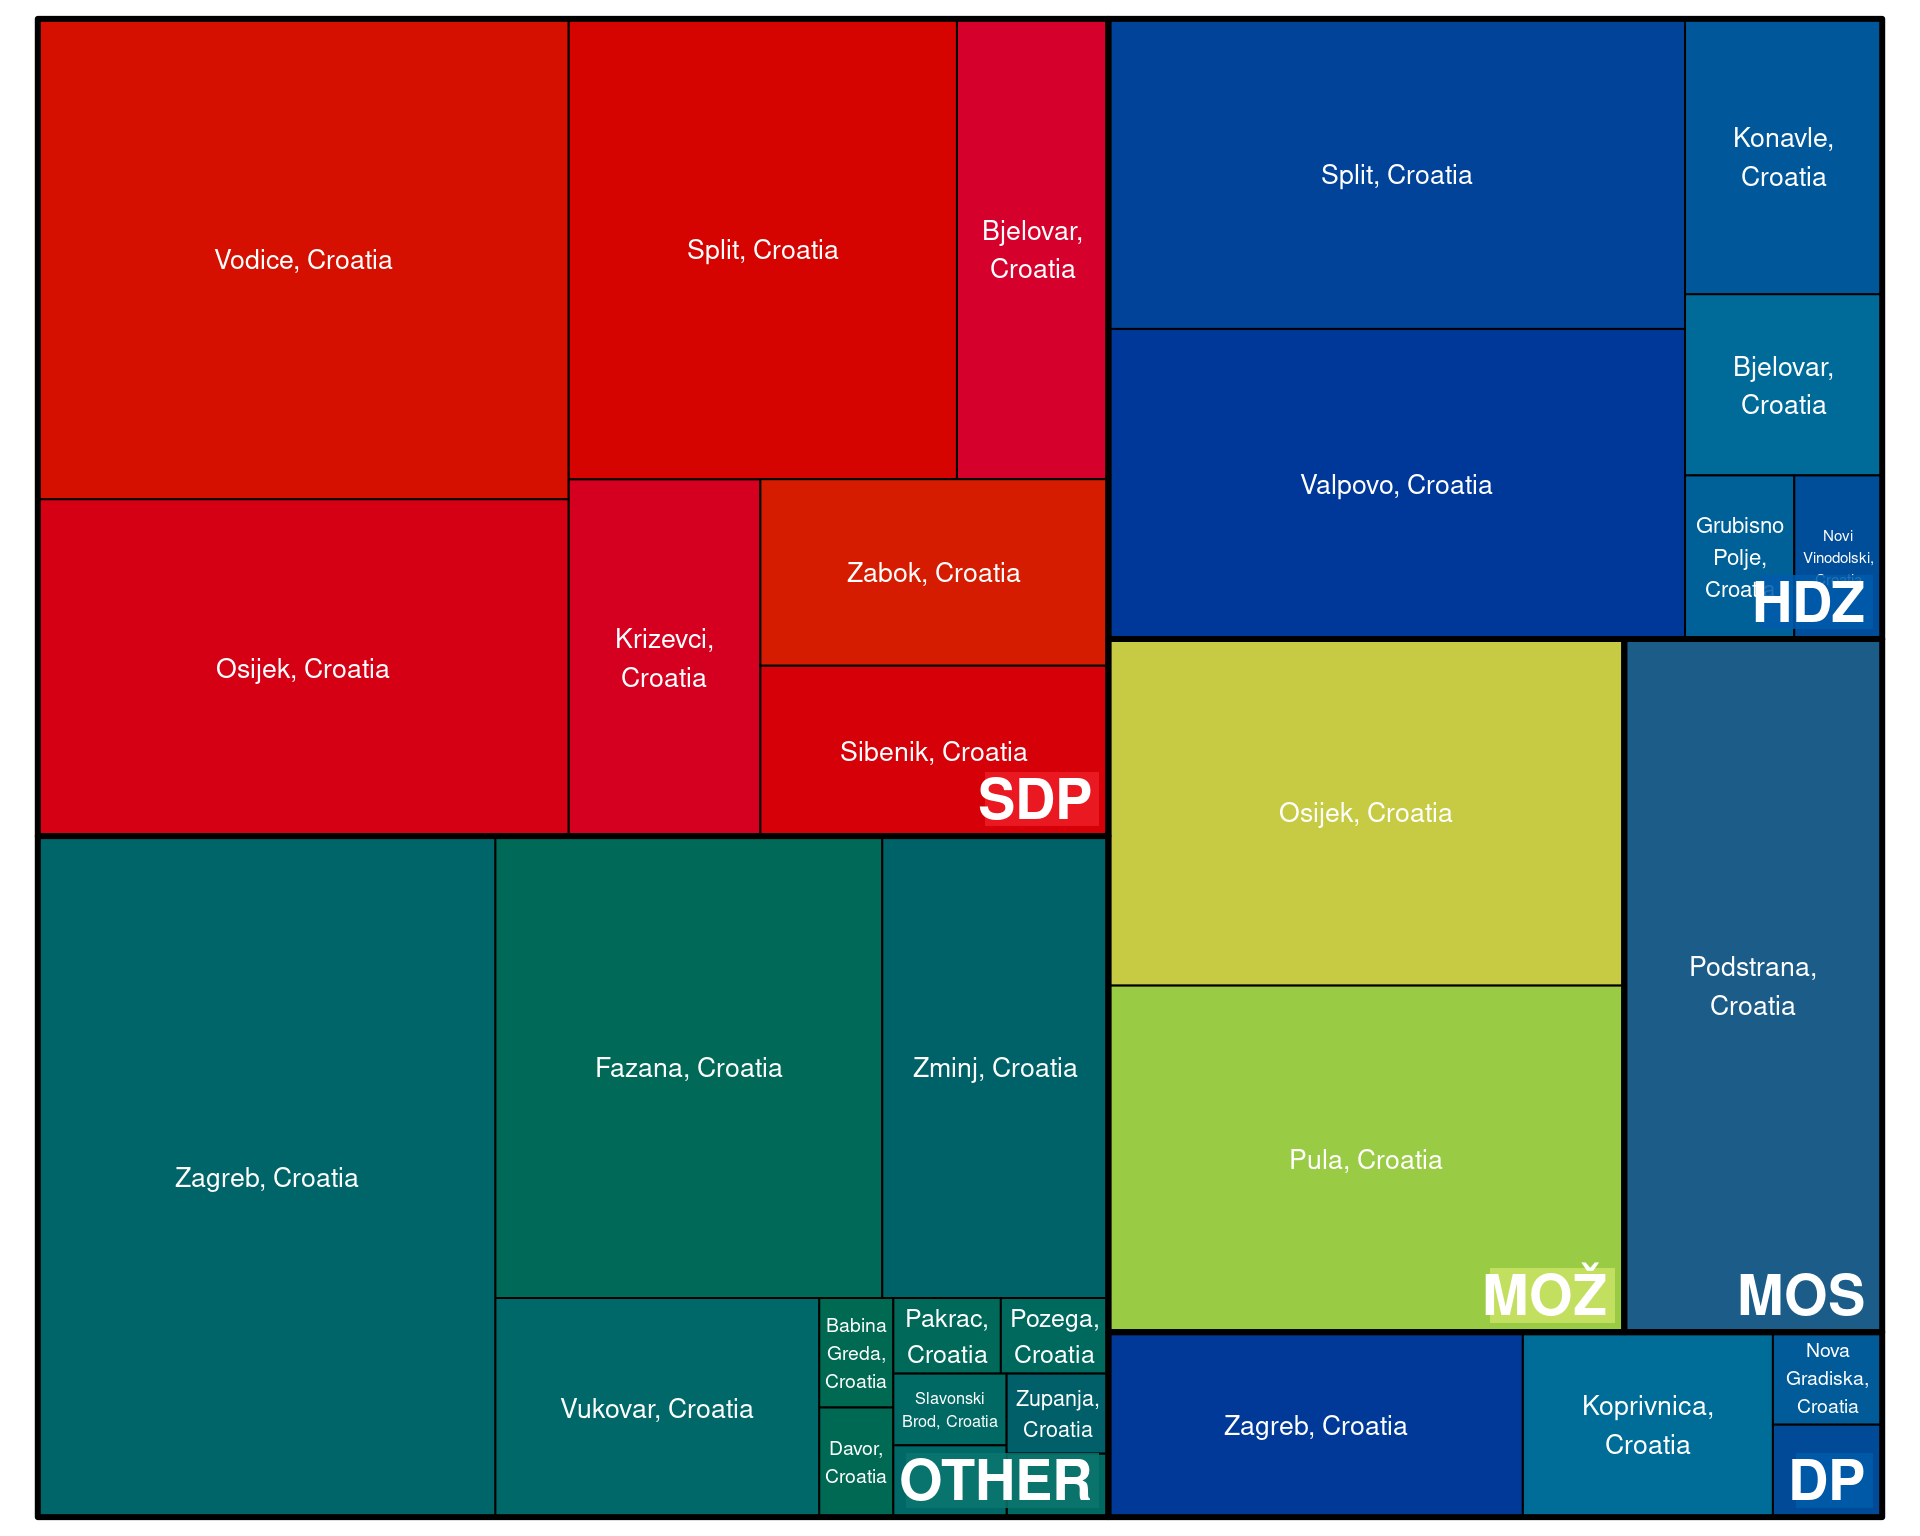 Vodice, Croatia
Split, Croatia
Bjelovar,
Croatia
Osijek, Croatia
Krizevci,
Croatia
Zabok, Croatia
Sibenik, Croatia
SDP
Split, Croatia
Konavle,
Croatia
Bjelovar,
Croatia
Valpovo, Croatia
Grubisno
Polje,
Croatia
Novi
Vinodolski,
Croatia
HDZ
Zagreb, Croatia
Fazana, Croatia
Zminj, Croatia
Vukovar, Croatia
Babina
Greda,
Croatia
Davor,
Croatia
Pakrac,
Croatia
Pozega,
Croatia
Slavonski
Brod, Croatia
Zupanja,
Croatia
OTHER
Osijek, Croatia
Pula, Croatia
MOŽ
Podstrana,
Croatia
MOS
Zagreb, Croatia
Koprivnica,
Croatia
Nova
Gradiska,
Croatia
DP